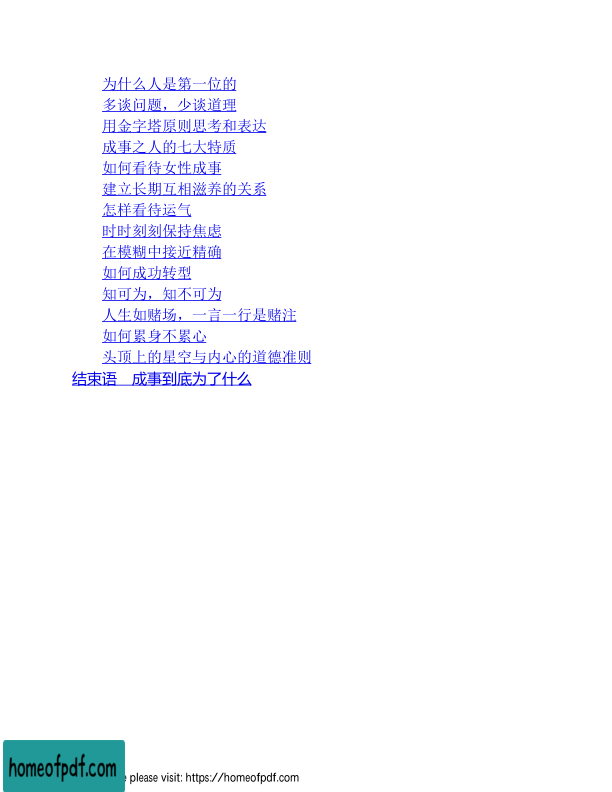 为什么人是第一位的
多谈问题，少谈道理
用金字塔原则思考和表达
成事之人的七大特质
如何看待女性成事
建立长期互相滋养的关系
怎样看待运气
时时刻刻保持焦虑
在模糊中接近精确
如何成功转型
知可为，知不可为
人生如赌场，一言一行是赌注
如何累身不累心
头顶上的星空与内心的道德准则
结束语　成事到底为了什么
homeofpdf.com
please visit: https://homeofpdf.com